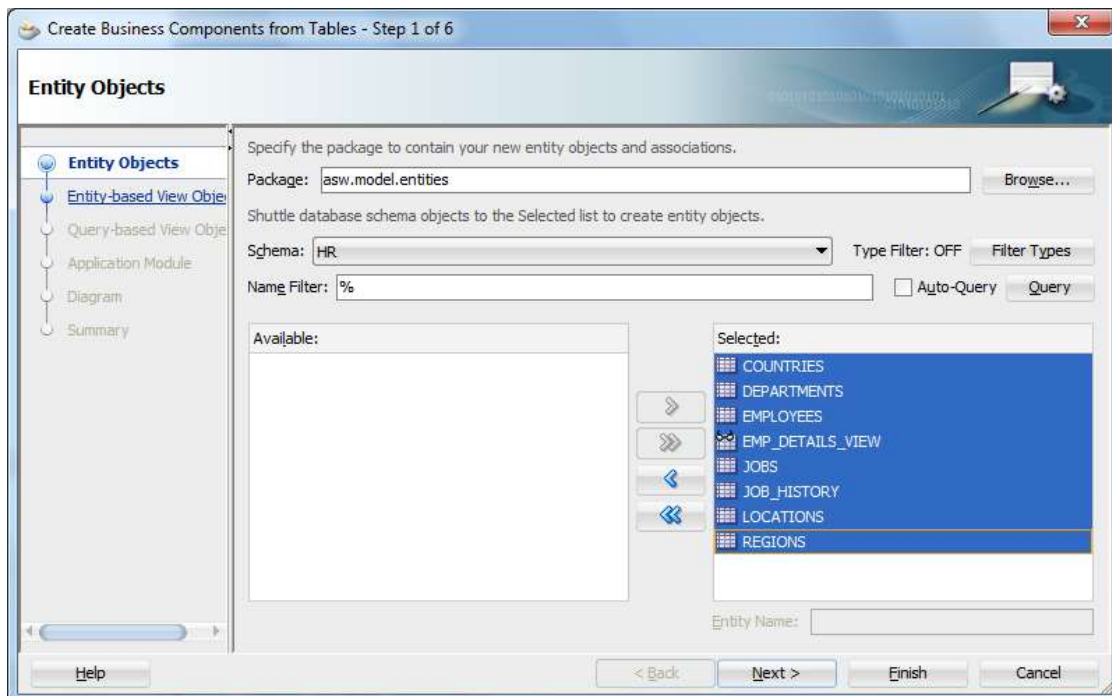 Create Business Components from Tables - Step 1 of 6
Entity Objects
Entity Objects
Entity-based View Obje
Query-based View Obje
Application Module
Diagram
Summary
Specify the package to contain your new entity objects and associations.
Package: asw.model.entities Browse...
Shuttle database schema objects to the Selected list to create entity objects.
Schema: HR Type Filter: OFF Filter Types
Name Filter: % Auto-Query Query
Available:
Selected:
COUNTRIES
DEPARTMENTS
EMPLOYEES
EMP_DETAILS_VIEW
JOBS
JOB_HISTORY
LOCATIONS
REGIONS
Entity Name:
Help < Back Next > Finish Cancel